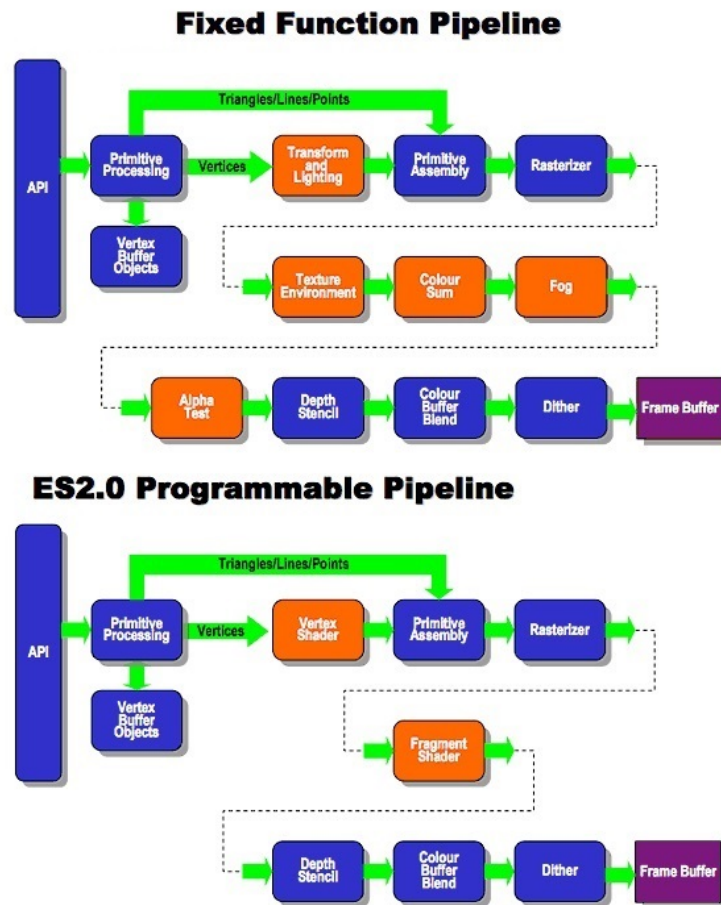 Fixed Function Pipeline
Triangles/Lines/Points
API
Primitive
Processing
Vertices
Transform
and
Lighting
Primitive
Assembly
Rasterizer
Vertex
Buffer
Objects
Texture
Environment
Colour
Sum
Fog
Alpha
Test
Depth
Stencil
Colour
Buffer
Blend
Dither
Frame Buffer
ES2.0 Programmable Pipeline
Triangles/Lines/Points
API
Primitive
Processing
Vertices
Vertex
Shader
Primitive
Assembly
Rasterizer
Vertex
Buffer
Objects
Fragment
Shader
Depth
Stencil
Colour
Buffer
Blend
Dither
Frame Buffer